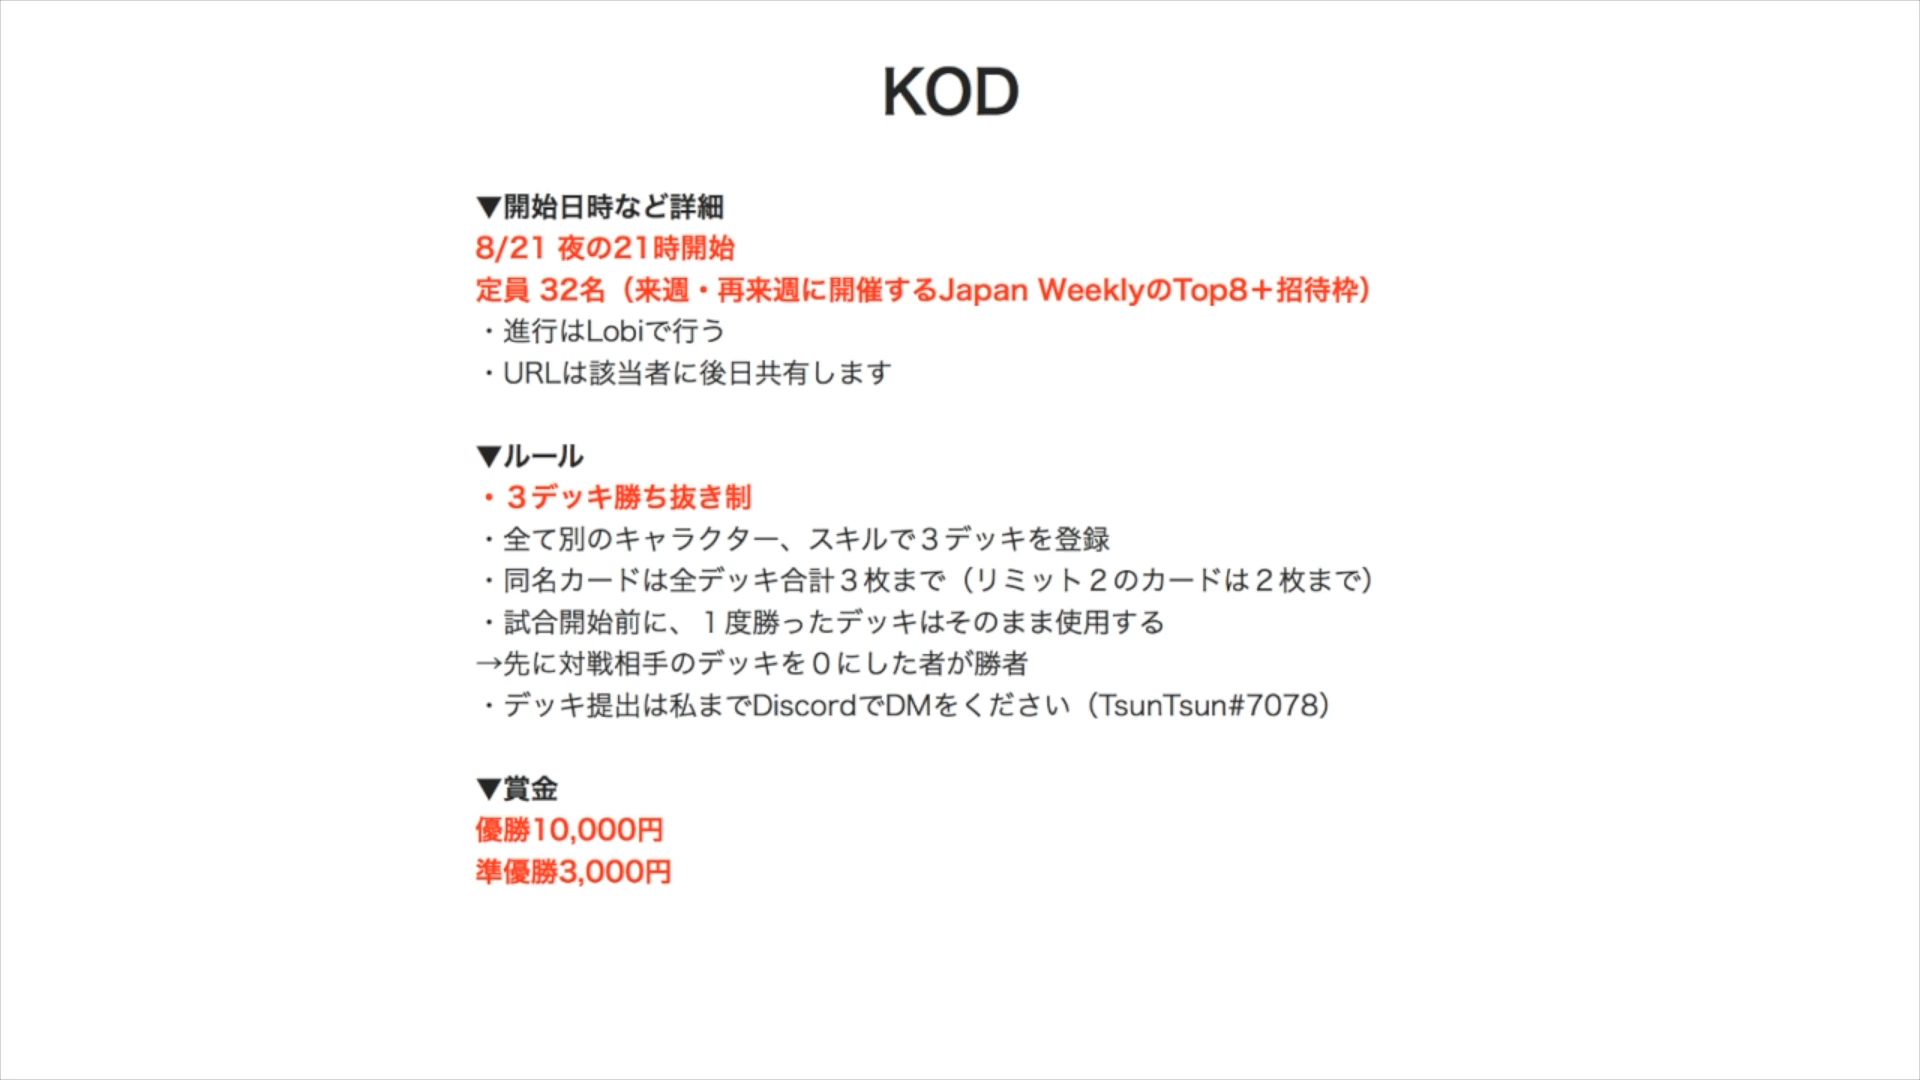 KOD
▼開始日時など詳細
8/21 夜の21時開始
定員 32名（来週・再来週に開催するJapan WeeklyのTop8＋招待枠）
・進行はLobiで行う
・URLは該当者に後日共有します
▼ルール
・３デッキ勝ち抜き制
・全て別のキャラクター、スキルで３デッキを登録
・同名カードは全デッキ合計３枚まで（リミット２のカードは２枚まで）
・試合開始前に、１度勝ったデッキはそのまま使用する
→先に対戦相手のデッキを０にした者が勝者
・デッキ提出は私までDiscordでDMをください（TsunTsun#7078）
▼賞金
優勝10,000円
準優勝3,000円